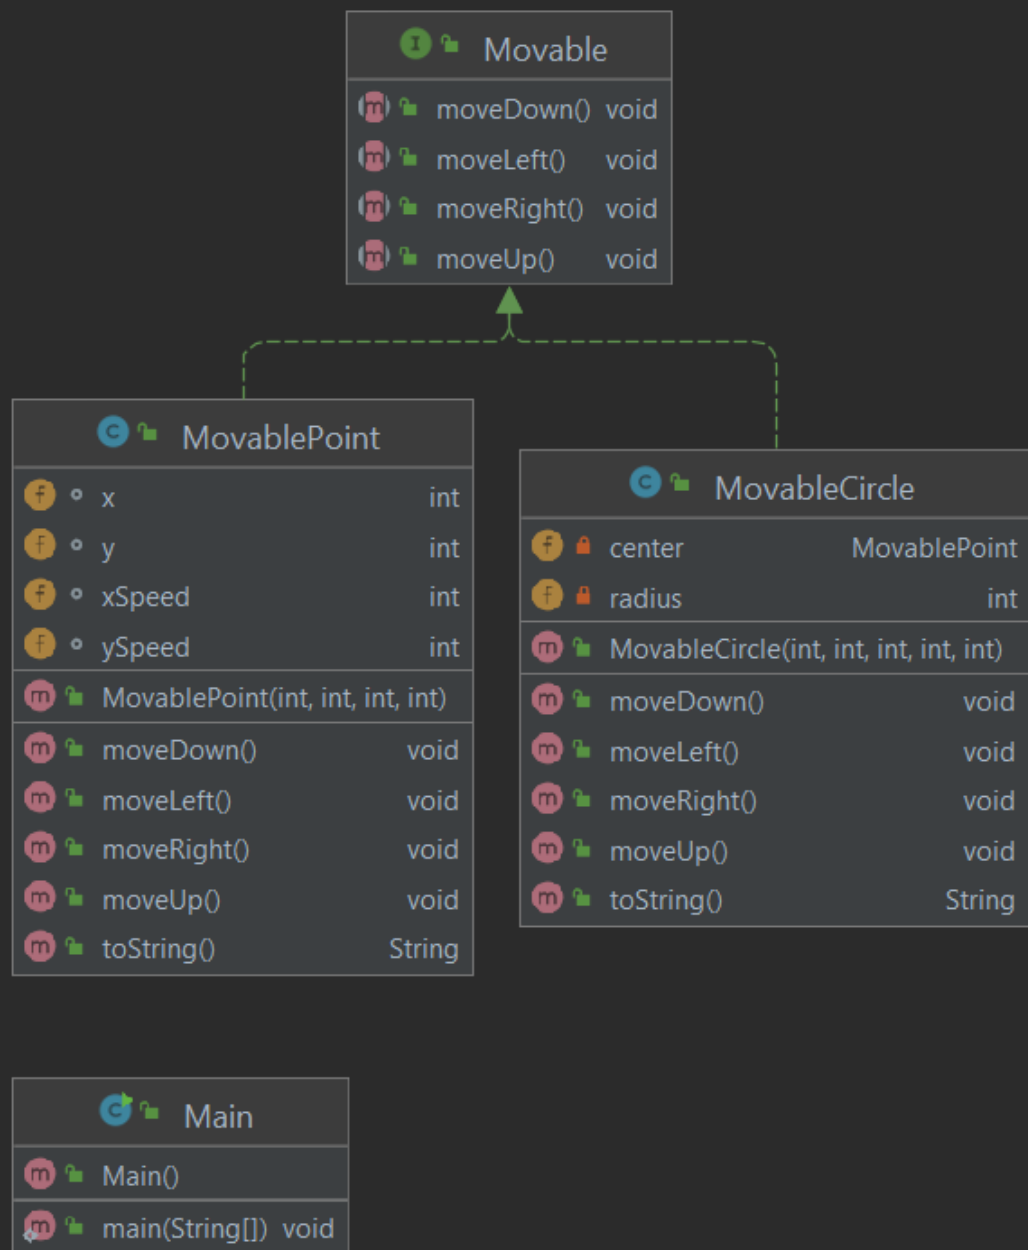 Movable
moveDown() void
moveLeft() void
moveRight() void
moveUp() void
MovablePoint
x int
y int
xSpeed int
ySpeed int
MovablePoint(int, int, int, int)
moveDown() void
moveLeft() void
moveRight() void
moveUp() void
toString() String
MovableCircle
center MovablePoint
radius int
MovableCircle(int, int, int, int, int)
moveDown() void
moveLeft() void
moveRight() void
moveUp() void
toString() String
Main
Main()
main(String[]) void